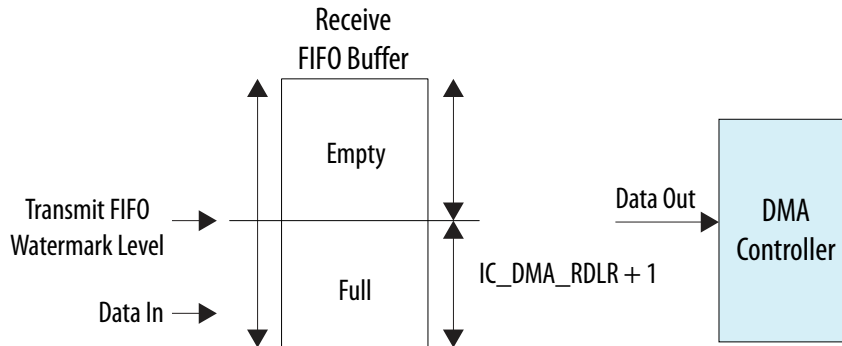 Receive
FIFO Buffer
Empty
Transmit FIFO
Watermark Level
Data Out
DMA
Controller
Full
IC_DMA_RDLR + 1
Data In